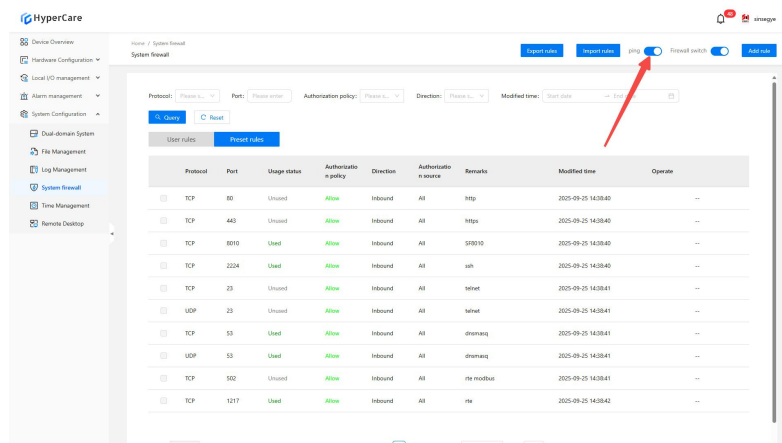 HyperCare
48
sinsegye
Device Overview
Hardware Configuration
Local I/O management
Alarm management
System Configuration
Dual-domain System
File Management
Log Management
System firewall
Time Management
Remote Desktop
Home / System firewall
System firewall
Export rules
Import rules
ping
Firewall switch
Add rule
Protocol: Please s... Port: Please enter Authorization policy: Please s... Direction: Please s... Modified time: Start date → End date
Query Reset
User rules Preset rules
Protocol Port Usage status Authorizatio n policy Direction Authorizatio n source Remarks Modified time Operate
TCP 80 Unused Allow Inbound All http 2025-09-25 14:38:40 --
TCP 443 Unused Allow Inbound All https 2025-09-25 14:38:40 --
TCP 8010 Used Allow Inbound All SF8010 2025-09-25 14:38:40 --
TCP 2224 Used Allow Inbound All ssh 2025-09-25 14:38:40 --
TCP 23 Unused Allow Inbound All telnet 2025-09-25 14:38:41 --
UDP 23 Unused Allow Inbound All telnet 2025-09-25 14:38:41 --
TCP 53 Used Allow Inbound All dnsmasq 2025-09-25 14:38:41 --
UDP 53 Used Allow Inbound All dnsmasq 2025-09-25 14:38:41 --
TCP 502 Unused Allow Inbound All rte modbus 2025-09-25 14:38:41 --
TCP 1217 Used Allow Inbound All rte 2025-09-25 14:38:42 --